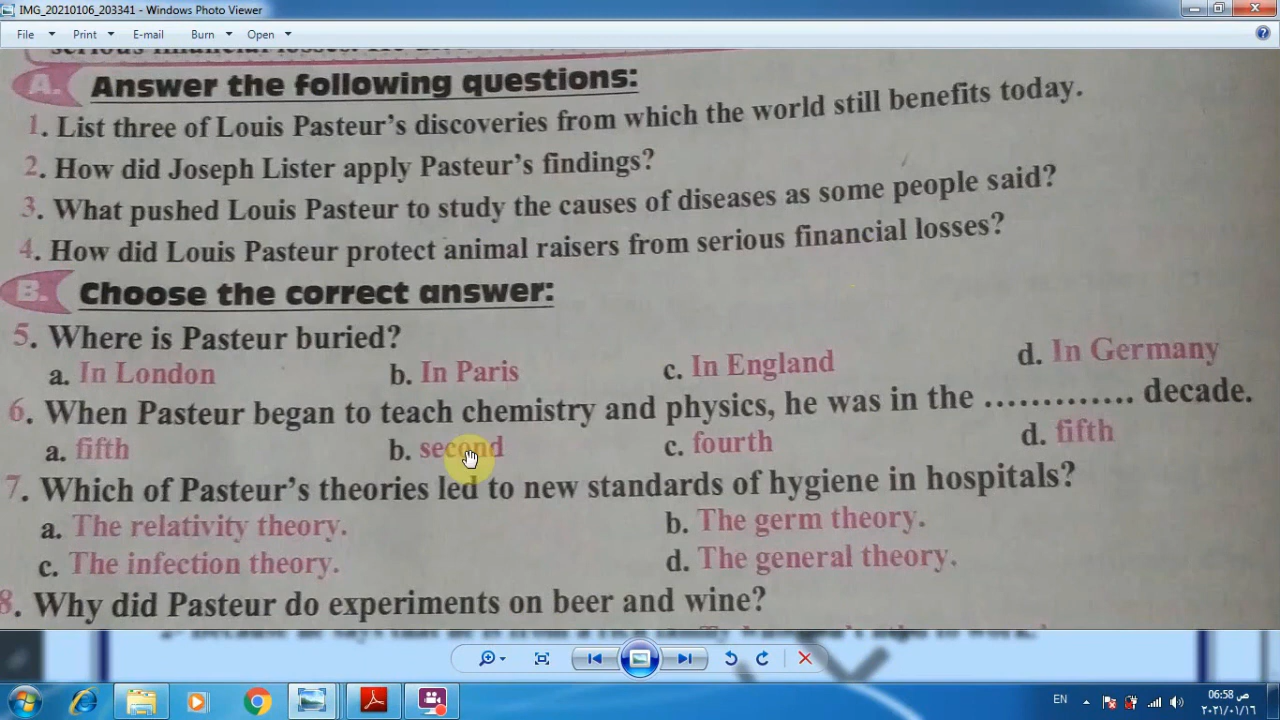 IMG_20210106_203341 - Windows Photo Viewer
File Print E-mail Burn Open
A. Answer the following questions:
1. List three of Louis Pasteur's discoveries from which the world still benefits today.
2. How did Joseph Lister apply Pasteur's findings?
3. What pushed Louis Pasteur to study the causes of diseases as some people said?
4. How did Louis Pasteur protect animal raisers from serious financial losses?
B. Choose the correct answer:
5. Where is Pasteur buried?
a. In London b. In Paris c. In England d. In Germany
6. When Pasteur began to teach chemistry and physics, he was in the ............. decade.
a. fifth b. second c. fourth d. fifth
7. Which of Pasteur's theories led to new standards of hygiene in hospitals?
a. The relativity theory. b. The germ theory.
c. The infection theory. d. The general theory.
8. Why did Pasteur do experiments on beer and wine?
EN
06:58 ص
٢٠٢١/٠١/١٦